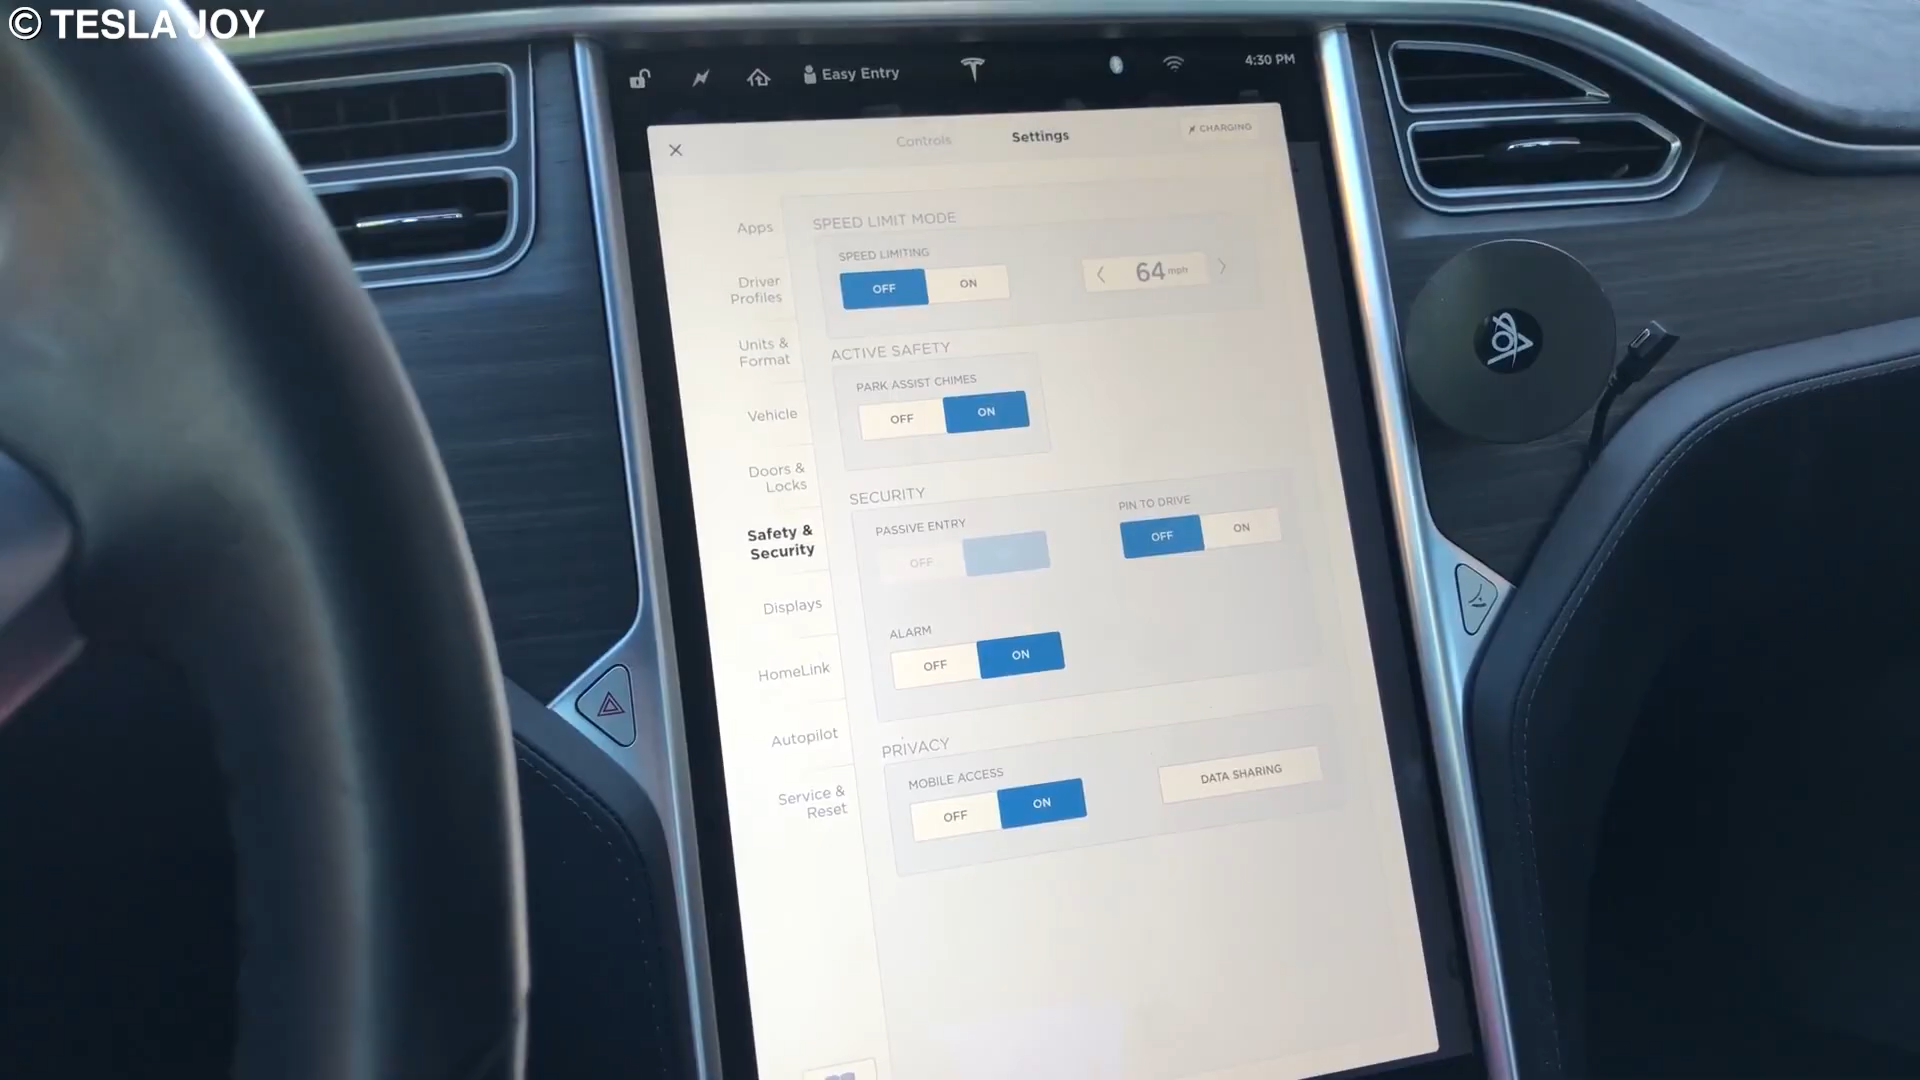 © TESLA JOY
Easy Entry
4:30 PM
Controls
Settings
CHARGING
Apps
Driver
Profiles
Units &
Format
Vehicle
Doors &
Locks
Safety &
Security
Displays
HomeLink
Autopilot
Service &
Reset
SPEED LIMIT MODE
SPEED LIMITING
OFF ON
64 mph
ACTIVE SAFETY
PARK ASSIST CHIMES
OFF ON
SECURITY
PASSIVE ENTRY
OFF
PIN TO DRIVE
OFF ON
ALARM
OFF ON
PRIVACY
MOBILE ACCESS
OFF ON
DATA SHARING